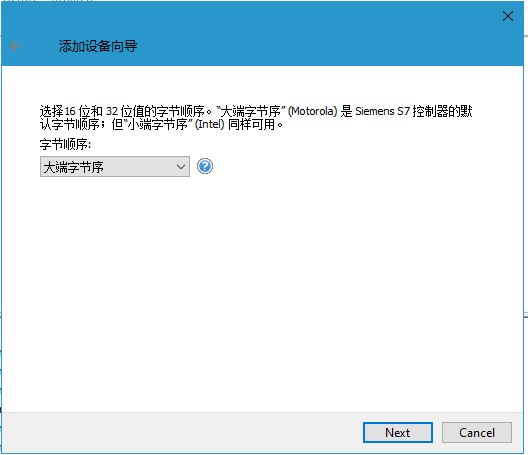 添加设备向导
选择16 位和 32 位值的字节顺序。“大端字节序” (Motorola) 是 Siemens S7 控制器的默
认字节顺序；但“小端字节序” (Intel) 同样可用。
字节顺序:
大端字节序
Next
Cancel